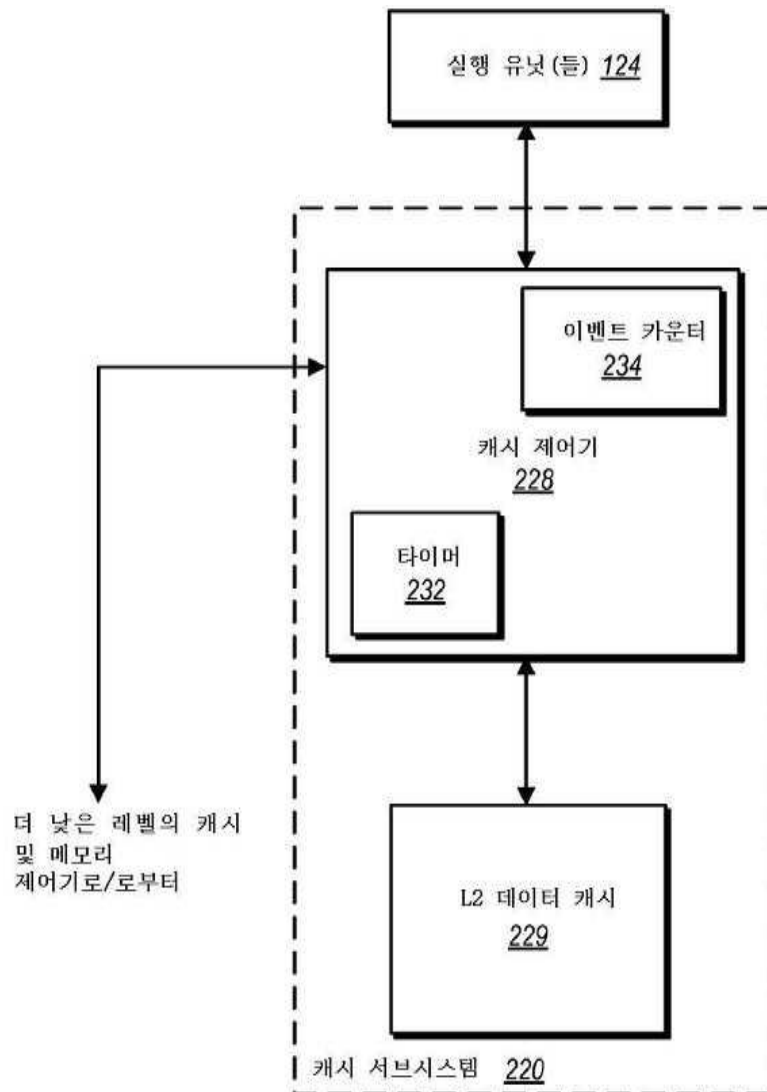 실행 유닛(들) 124
이벤트 카운터
234
캐시 제어기
228
타이머
232
더 낮은 레벨의 캐시
및 메모리
제어기로/로부터
L2 데이터 캐시
229
캐시 서브시스템 220